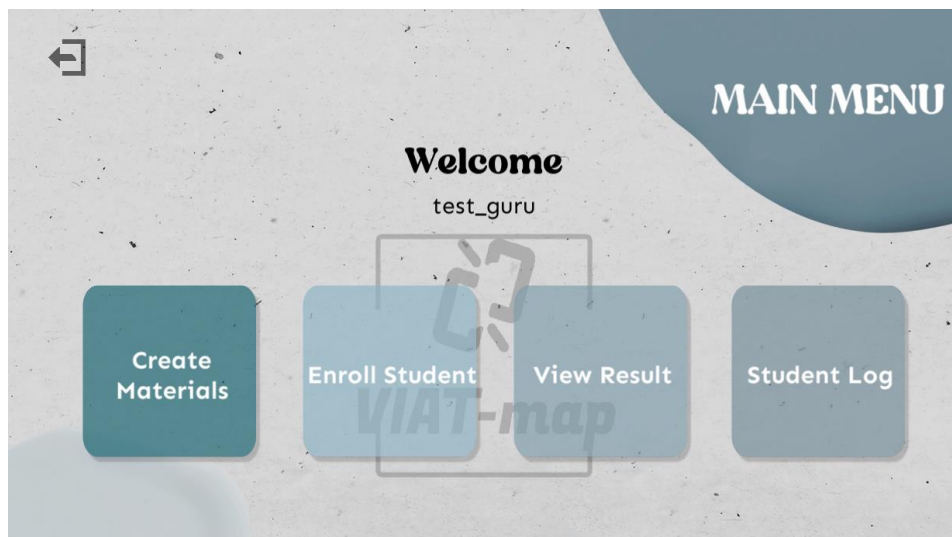 MAIN MENU
Welcome
test_guru
Create
Materials
Enroll Student
View Result
Student Log
VIAT-map